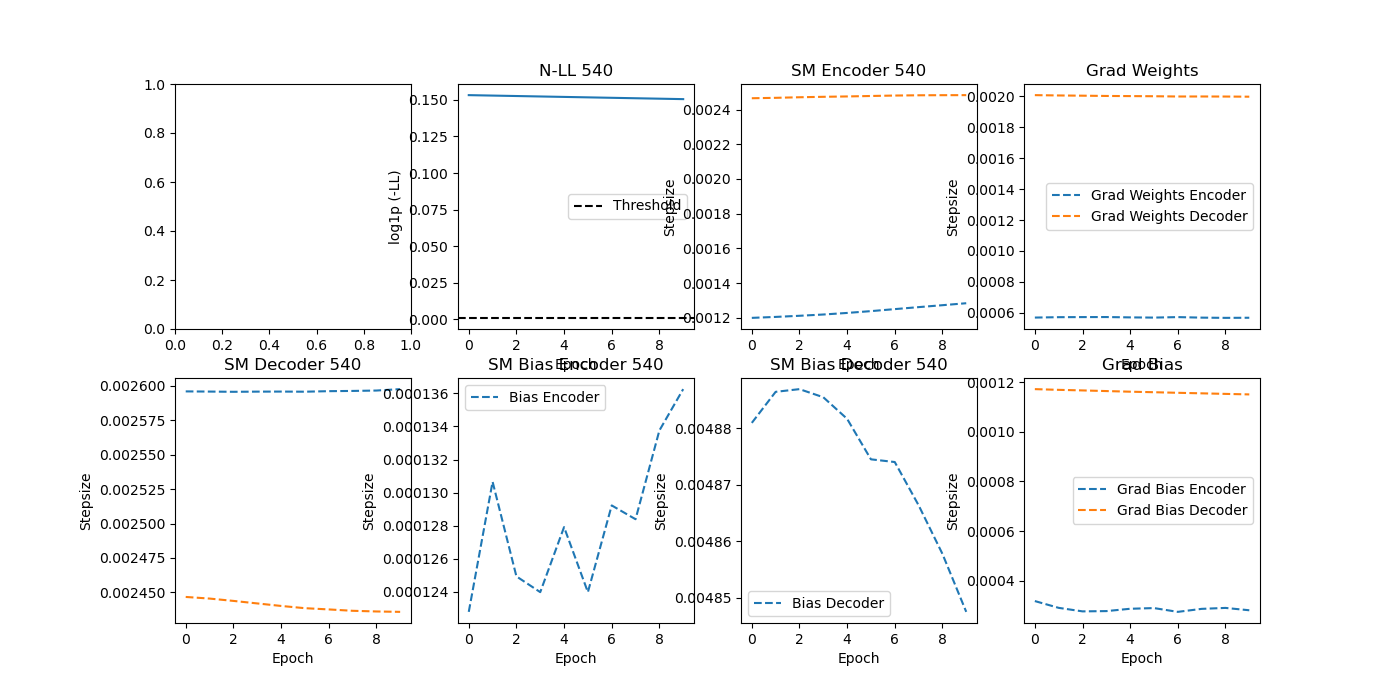 N-LL 540
SM Encoder 540
Grad Weights
1.0
0.8
0.6
0.4
0.2
0.0
0.0 0.2 0.4 0.6 0.8 1.0
log1p (-LL)
0.150
0.125
0.100
0.075
0.050
0.025
0.000
Threshold
0 2 4 6 8
Epoch
Stepsize
0.0024
0.0022
0.0020
0.0018
0.0016
0.0014
0.0012
0 2 4 6 8
Epoch
Stepsize
0.0020
0.0018
0.0016
0.0014
0.0012
0.0010
0.0008
0.0006
Grad Weights Encoder
Grad Weights Decoder
0 2 4 6 8
Epoch
SM Decoder 540
SM Bias Encoder 540
SM Bias Decoder 540
Grad Bias
Stepsize
0.002600
0.002575
0.002550
0.002525
0.002500
0.002475
0.002450
0 2 4 6 8
Epoch
Stepsize
0.000136
0.000134
0.000132
0.000130
0.000128
0.000126
0.000124
Bias Encoder
0 2 4 6 8
Epoch
Stepsize
0.00488
0.00487
0.00486
0.00485
Bias Decoder
0 2 4 6 8
Epoch
Stepsize
0.0012
0.0010
0.0008
0.0006
0.0004
Grad Bias Encoder
Grad Bias Decoder
0 2 4 6 8
Epoch